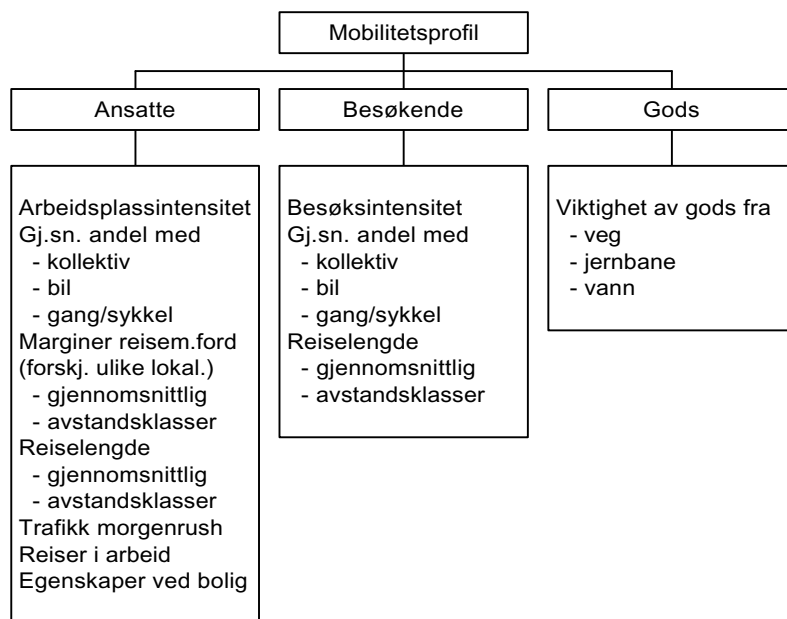 Mobilitetsprofil
Ansatte
Besøkende
Gods
Arbeidsplassintensitet
Gj.sn. andel med
- kollektiv
- bil
- gang/sykkel
Marginer reisem.ford
(forskj. ulike lokal.)
- gjennomsnittlig
- avstandsklasser
Reiselengde
- gjennomsnittlig
- avstandsklasser
Trafikk morgenrush
Reiser i arbeid
Egenskaper ved bolig
Besøksintensitet
Gj.sn. andel med
- kollektiv
- bil
- gang/sykkel
Reiselengde
- gjennomsnittlig
- avstandsklasser
Viktighet av gods fra
- veg
- jernbane
- vann